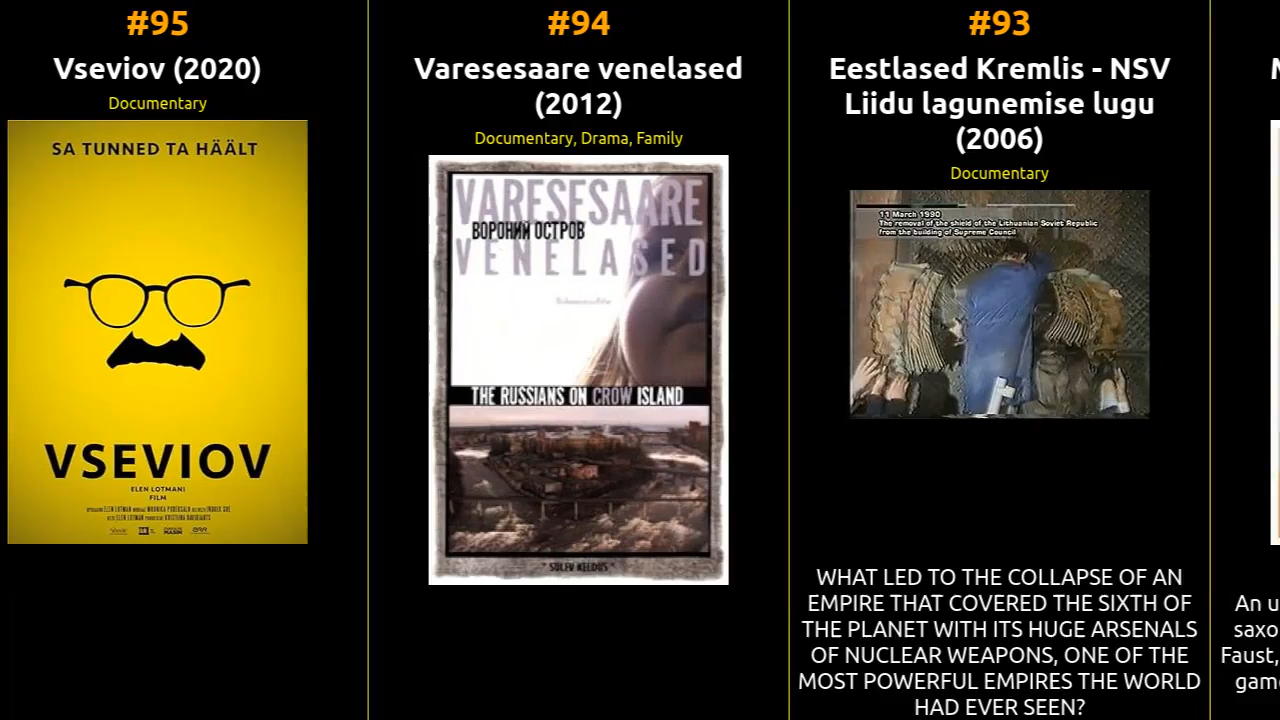 #95
Vseviov (2020)
Documentary
SA TUNNED TA HÄÄLT
VSEVIOV
ELEN LOTMANI
FILM
#94
Varesesaare venelased
(2012)
Documentary, Drama, Family
VARESESAARE
ВОРОНИЙ ОСТРОВ
VENELASED
THE RUSSIANS ON CROW ISLAND
" SULEV KEEDUS "
#93
Eestlased Kremlis - NSV
Liidu lagunemise lugu
(2006)
Documentary
11 March 1990
The removal of the shield of the Lithuanian Soviet Republic
from the building of Supreme Council
WHAT LED TO THE COLLAPSE OF AN
EMPIRE THAT COVERED THE SIXTH OF
THE PLANET WITH ITS HUGE ARSENALS
OF NUCLEAR WEAPONS, ONE OF THE
MOST POWERFUL EMPIRES THE WORLD
HAD EVER SEEN?
An u
saxo
Faust,
game